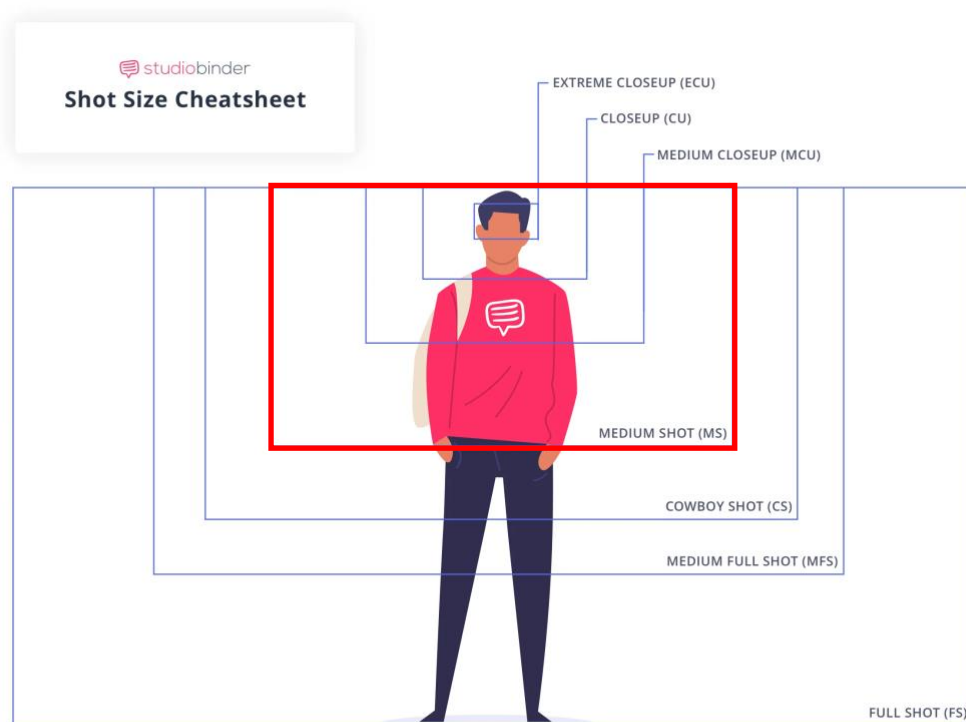 studiobinder
Shot Size Cheatsheet
EXTREME CLOSEUP (ECU)
CLOSEUP (CU)
MEDIUM CLOSEUP (MCU)
MEDIUM SHOT (MS)
COWBOY SHOT (CS)
MEDIUM FULL SHOT (MFS)
FULL SHOT (FS)